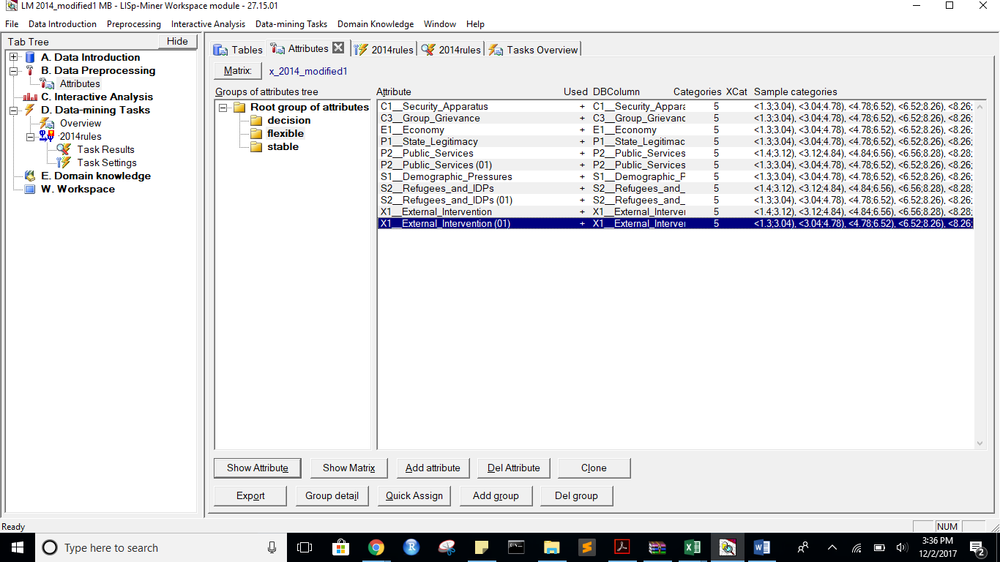 LM 2014_modified1 MB - LISp-Miner Workspace module - 27.15.01
File Data Introduction Preprocessing Interactive Analysis Data-mining Tasks Domain Knowledge Window Help
Tab Tree Hide
A. Data Introduction
B. Data Preprocessing
Attributes
C. Interactive Analysis
D. Data-mining Tasks
Overview
2014rules
Task Results
Task Settings
E. Domain knowledge
W. Workspace
Tables Attributes 2014rules 2014rules Tasks Overview
Matrix: x_2014_modified1
Groups of attributes tree
Root group of attributes
decision
flexible
stable
Attribute Used DBColumn Categories XCat Sample categories
C1__Security_Apparatus + C1__Security_Appara 5 <1.3;3.04), <3.04;4.78), <4.78;6.52), <6.52;8.26), <8.26;
C3__Group_Grievance + C3__Group_Grievanc 5 <1.3;3.04), <3.04;4.78), <4.78;6.52), <6.52;8.26), <8.26;
E1__Economy + E1__Economy 5 <1.3;3.04), <3.04;4.78), <4.78;6.52), <6.52;8.26), <8.26;
P1__State_Legitimacy + P1__State_Legitimac 5 <1.3;3.04), <3.04;4.78), <4.78;6.52), <6.52;8.26), <8.26;
P2__Public_Services + P2__Public_Services 5 <1.4;3.12), <3.12;4.84), <4.84;6.56), <6.56;8.28), <8.28;
P2__Public_Services (01) + P2__Public_Services 5 <1.3;3.04), <3.04;4.78), <4.78;6.52), <6.52;8.26), <8.26;
S1__Demographic_Pressures + S1__Demographic_P 5 <1.3;3.04), <3.04;4.78), <4.78;6.52), <6.52;8.26), <8.26;
S2__Refugees_and_IDPs + S2__Refugees_and_ 5 <1.4;3.12), <3.12;4.84), <4.84;6.56), <6.56;8.28), <8.28;
S2__Refugees_and_IDPs (01) + S2__Refugees_and_ 5 <1.3;3.04), <3.04;4.78), <4.78;6.52), <6.52;8.26), <8.26;
X1__External_Intervention + X1__External_Interver 5 <1.4;3.12), <3.12;4.84), <4.84;6.56), <6.56;8.28), <8.28;
X1__External_Intervention (01) + X1__External_Interver 5 <1.3;3.04), <3.04;4.78), <4.78;6.52), <6.52;8.26), <8.26;
Show Attribute Show Matrix Add attribute Del Attribute Clone
Export Group detail Quick Assign Add group Del group
Ready NUM
Type here to search
3:36 PM
12/2/2017
2